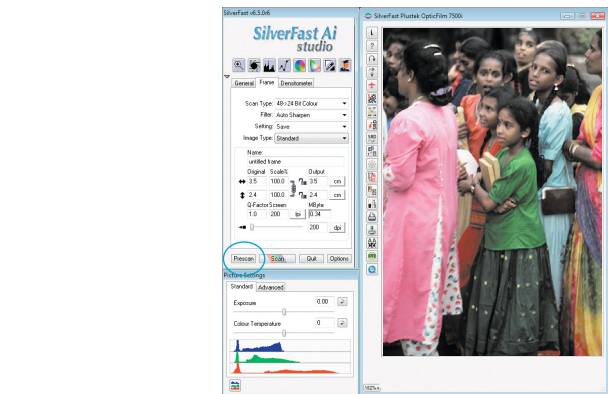 SilverFast v6.5.0r6
SilverFast Ai
studio
General Frame Densitometer
Scan Type: 48->24 Bit Colour
Filter: Auto Sharpen
Setting: Save
Image Type: Standard
Name:
untitled frame
Original Scale% Output
3.5 100.0 3.5 cm
2.4 100.0 2.4 cm
Q-Factor Screen MByte
1.0 200 lpi 0.34
200 dpi
Prescan Scan Quit Options
Picture Settings
Standard Advanced
Exposure 0.00
Colour Temperature 0
SilverFast Plustek OpticFilm 7500i
i
?
SRD
162%